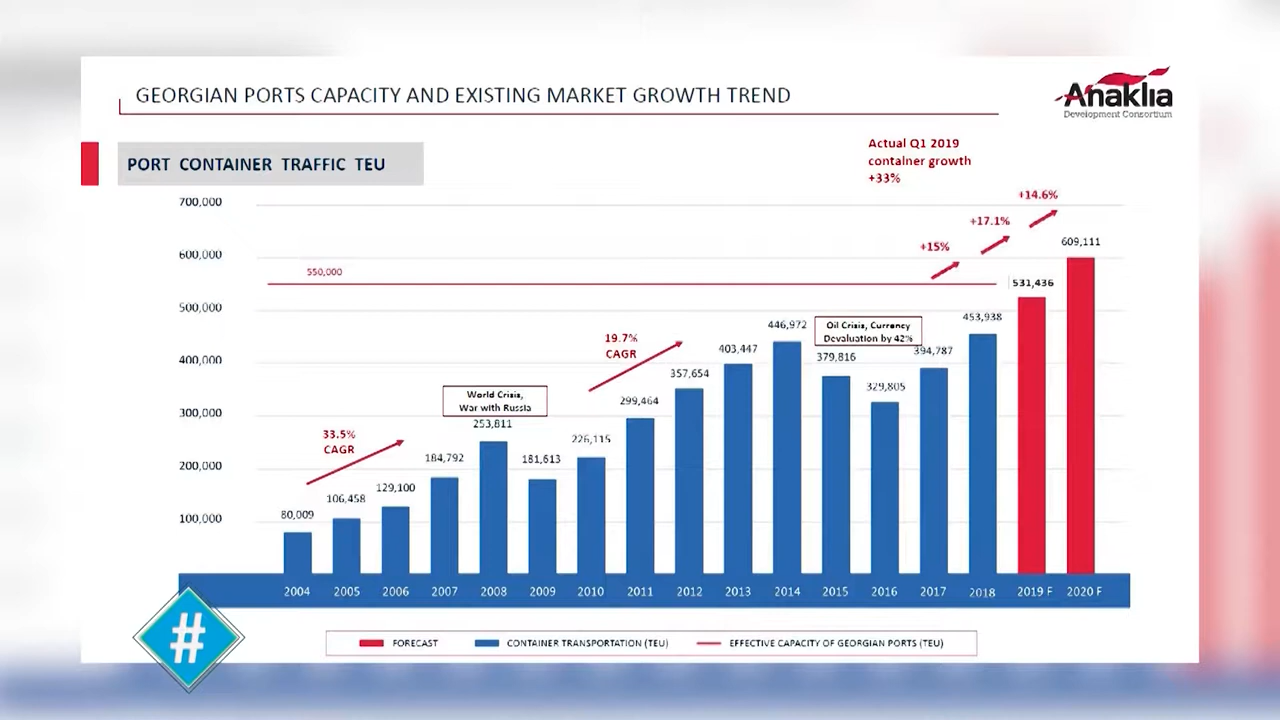 GEORGIAN PORTS CAPACITY AND EXISTING MARKET GROWTH TREND
Anaklia
Development Consortium
PORT CONTAINER TRAFFIC TEU
Actual Q1 2019
container growth
+33%
700,000
600,000
500,000
400,000
300,000
200,000
100,000
550,000
33.5%
CAGR
World Crisis,
War with Russia
19.7%
CAGR
Oil Crisis, Currency
Devaluation by 42%
+15%
+17.1%
+14.6%
80,009
106,458
129,100
184,792
253,811
181,613
226,115
299,464
357,654
403,447
446,972
379,816
329,805
394,787
453,938
531,436
609,111
2004
2005
2006
2007
2008
2009
2010
2011
2012
2013
2014
2015
2016
2017
2018
2019 F
2020 F
#
FORECAST
CONTAINER TRANSPORTATION (TEU)
EFFECTIVE CAPACITY OF GEORGIAN PORTS (TEU)